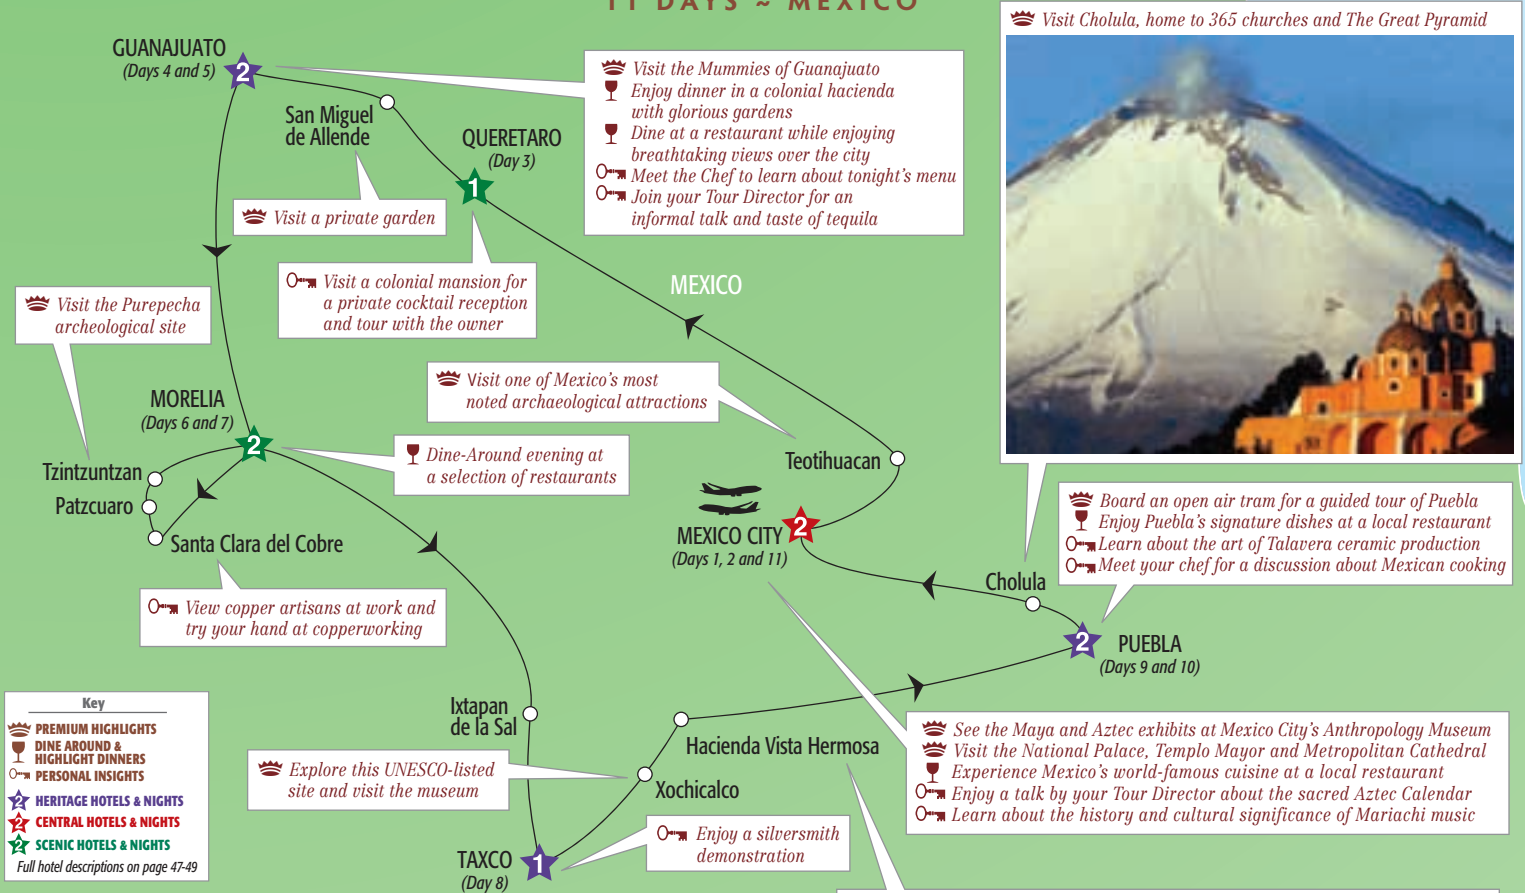 11 DAYS ~ MEXICO
Visit Cholula, home to 365 churches and The Great Pyramid
GUANAJUATO
(Days 4 and 5)
2
Visit the Mummies of Guanajuato
Enjoy dinner in a colonial hacienda
with glorious gardens
Dine at a restaurant while enjoying
breathtaking views over the city
Meet the Chef to learn about tonight's menu
Join your Tour Director for an
informal talk and taste of tequila
San Miguel
de Allende
QUERETARO
(Day 3)
1
Visit a private garden
Visit a colonial mansion for
a private cocktail reception
and tour with the owner
MEXICO
Visit the Purepecha
archeological site
Visit one of Mexico's most
noted archaeological attractions
MORELIA
(Days 6 and 7)
2
Dine-Around evening at
a selection of restaurants
Tzintzuntzan
Patzcuaro
Santa Clara del Cobre
Teotihuacan
MEXICO CITY
(Days 1, 2 and 11)
2
Board an open air tram for a guided tour of Puebla
Enjoy Puebla's signature dishes at a local restaurant
Learn about the art of Talavera ceramic production
Meet your chef for a discussion about Mexican cooking
Cholula
View copper artisans at work and
try your hand at copperworking
2
PUEBLA
(Days 9 and 10)
Key
PREMIUM HIGHLIGHTS
DINE AROUND &
HIGHLIGHT DINNERS
PERSONAL INSIGHTS
2 HERITAGE HOTELS & NIGHTS
2 CENTRAL HOTELS & NIGHTS
2 SCENIC HOTELS & NIGHTS
Full hotel descriptions on page 47-49
Ixtapan
de la Sal
Hacienda Vista Hermosa
Explore this UNESCO-listed
site and visit the museum
Xochicalco
See the Maya and Aztec exhibits at Mexico City's Anthropology Museum
Visit the National Palace, Templo Mayor and Metropolitan Cathedral
Experience Mexico's world-famous cuisine at a local restaurant
Enjoy a talk by your Tour Director about the sacred Aztec Calendar
Learn about the history and cultural significance of Mariachi music
Enjoy a silversmith
demonstration
TAXCO
(Day 8)
1